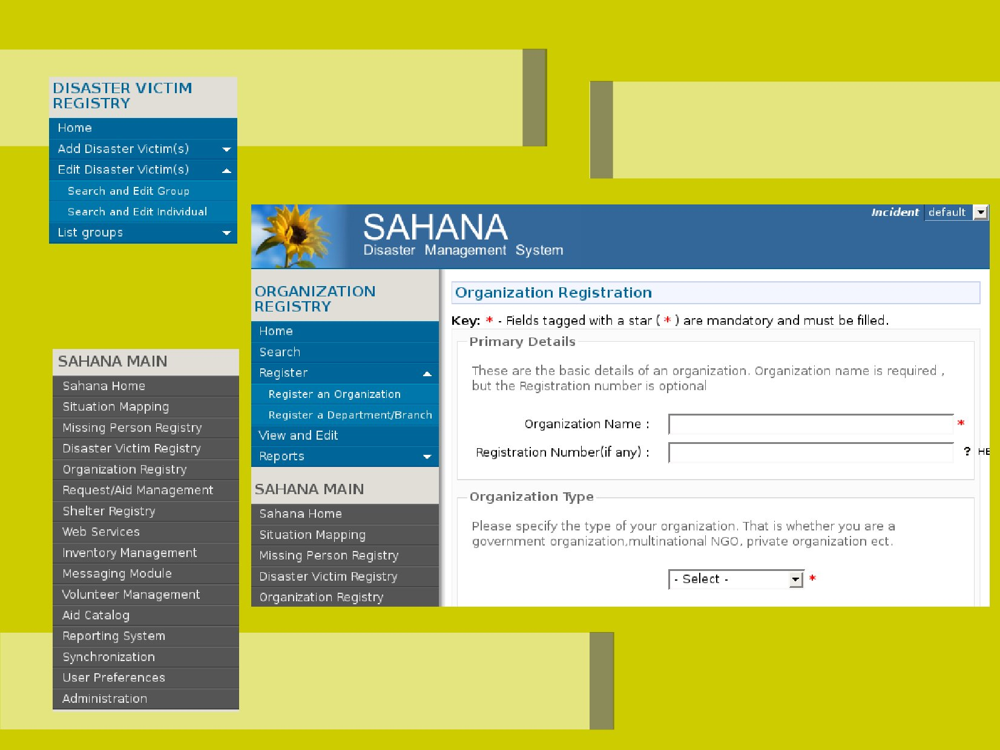 DISASTER VICTIM
REGISTRY
Home
Add Disaster Victim(s)
Edit Disaster Victim(s)
Search and Edit Group
Search and Edit Individual
List groups
SAHANA MAIN
Sahana Home
Situation Mapping
Missing Person Registry
Disaster Victim Registry
Organization Registry
Request/Aid Management
Shelter Registry
Web Services
Inventory Management
Messaging Module
Volunteer Management
Aid Catalog
Reporting System
Synchronization
User Preferences
Administration
SAHANA
Disaster Management System
Incident default
ORGANIZATION
REGISTRY
Home
Search
Register
Register an Organization
Register a Department/Branch
View and Edit
Reports
SAHANA MAIN
Sahana Home
Situation Mapping
Missing Person Registry
Disaster Victim Registry
Organization Registry
Organization Registration
Key: * - Fields tagged with a star ( * ) are mandatory and must be filled.
Primary Details
These are the basic details of an organization. Organization name is required ,
but the Registration number is optional
Organization Name : *
Registration Number(if any) : ? HE
Organization Type
Please specify the type of your organization. That is whether you are a
government organization,multinational NGO, private organization ect.
- Select - *